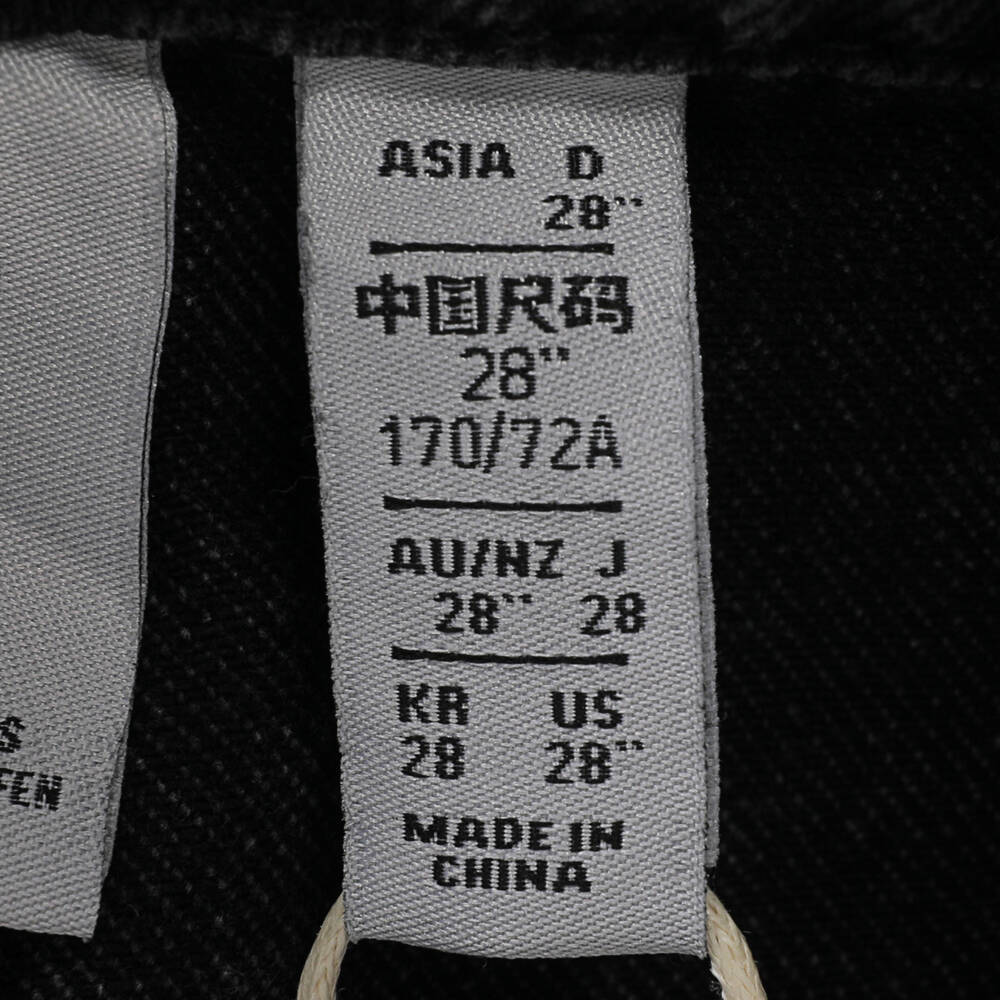 ASIA D
28"
中国尺码
28"
170/72A
AU/NZ J
28" 28
KR US
28 28"
MADE IN
CHINA